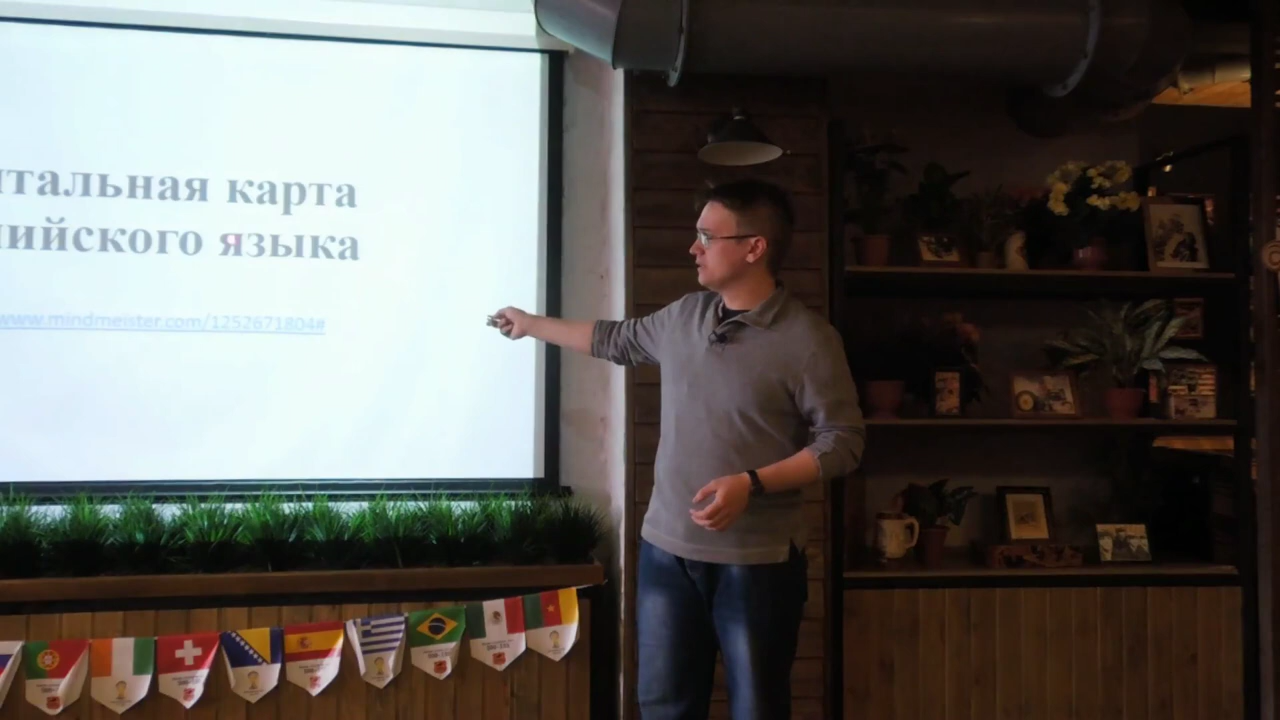 тальная карта
ийского языка
www.mindmeister.com/1252671804#